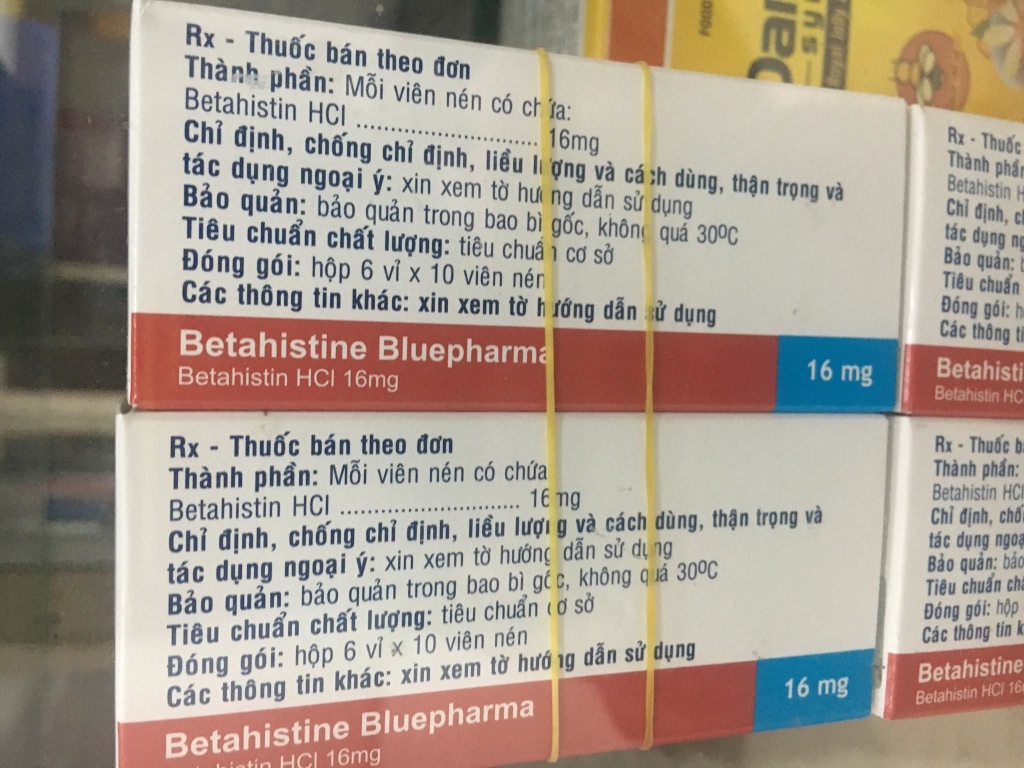 Rx - Thuốc bán theo đơn
Thành phần: Mỗi viên nén có chứa:
Betahistin HCl ........................... 16mg
Chỉ định, chống chỉ định, liều lượng và cách dùng, thận trọng và
tác dụng ngoại ý: xin xem tờ hướng dẫn sử dụng
Bảo quản: bảo quản trong bao bì gốc, không quá 30ºC
Tiêu chuẩn chất lượng: tiêu chuẩn cơ sở
Đóng gói: hộp 6 vỉ x 10 viên nén
Các thông tin khác: xin xem tờ hướng dẫn sử dụng
Betahistine Bluepharma
Betahistin HCl 16mg
16 mg
Rx - Thuốc bán theo đơn
Thành phần: Mỗi viên nén có chứa
Betahistin HCl ........................... 16mg
Chỉ định, chống chỉ định, liều lượng và cách dùng, thận trọng và
tác dụng ngoại ý: xin xem tờ hướng dẫn sử dụng
Bảo quản: bảo quản trong bao bì gốc, không quá 30ºC
Tiêu chuẩn chất lượng: tiêu chuẩn cơ sở
Đóng gói: hộp 6 vỉ x 10 viên nén
Các thông tin khác: xin xem tờ hướng dẫn sử dụng
Betahistine Bluepharma
Betahistin HCl 16mg
16 mg
Rx - Thuốc
Thành phần
Betahistin
Chỉ định,
tác dụng
Bảo quản:
Tiêu chuẩn
Đóng gói:
Các thông
Betahisti
Betahistin HC
Rx - Thuốc
Thành phần:
Betahistin HCl
Chỉ định,
tác dụng
Bảo quản: bảo
Tiêu chuẩn
Đóng gói: hộp
Các thông tin
Betahistine
Betahistin HCl
FOOD